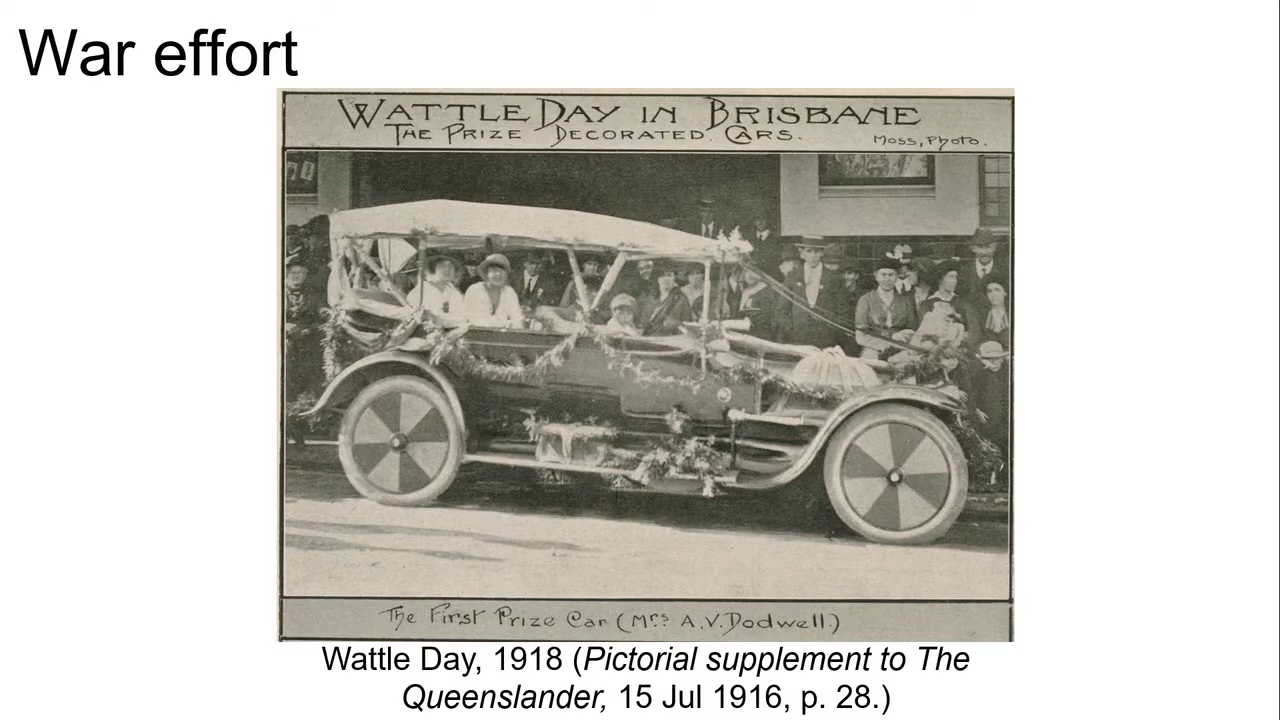 War effort
WATTLE DAY IN BRISBANE
THE PRIZE DECORATED. CARS.
Moss, Photo.
The First Prize Car (Mrs A.V. Dodwell.)
Wattle Day, 1918 (Pictorial supplement to The
Queenslander, 15 Jul 1916, p. 28.)